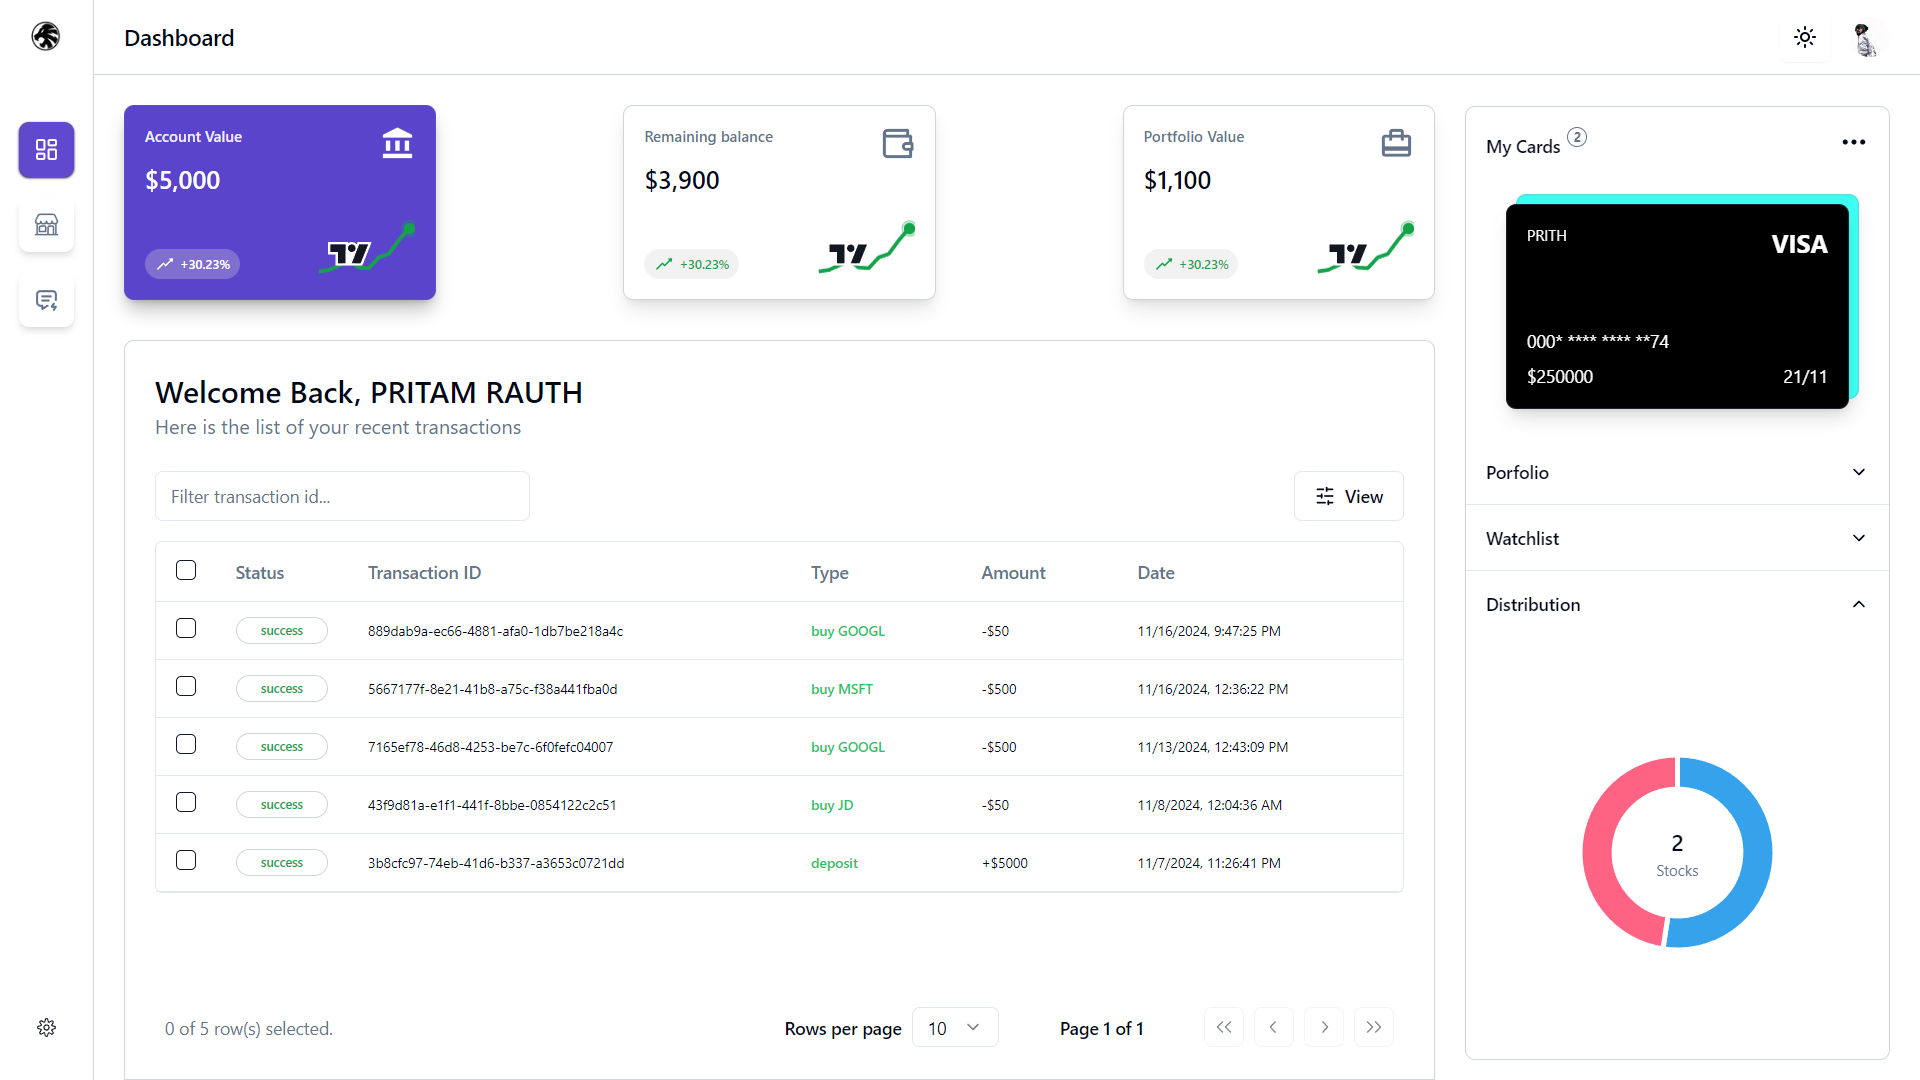 Dashboard
Account Value
$5,000
+30.23%
Remaining balance
$3,900
+30.23%
Portfolio Value
$1,100
+30.23%
Welcome Back, PRITAM RAUTH
Here is the list of your recent transactions
Filter transaction id...
View
Status Transaction ID Type Amount Date
success 889dab9a-ec66-4881-afa0-1db7be218a4c buy GOOGL -$50 11/16/2024, 9:47:25 PM
success 5667177f-8e21-41b8-a75c-f38a441fba0d buy MSFT -$500 11/16/2024, 12:36:22 PM
success 7165ef78-46d8-4253-be7c-6f0fefc04007 buy GOOGL -$500 11/13/2024, 12:43:09 PM
success 43f9d81a-e1f1-441f-8bbe-0854122c2c51 buy JD -$50 11/8/2024, 12:04:36 AM
success 3b8cfc97-74eb-41d6-b337-a3653c0721dd deposit +$5000 11/7/2024, 11:26:41 PM
0 of 5 row(s) selected.
Rows per page 10 Page 1 of 1
My Cards 2
PRITH VISA
000* **** **** **74
$250000 21/11
Porfolio
Watchlist
Distribution
2
Stocks